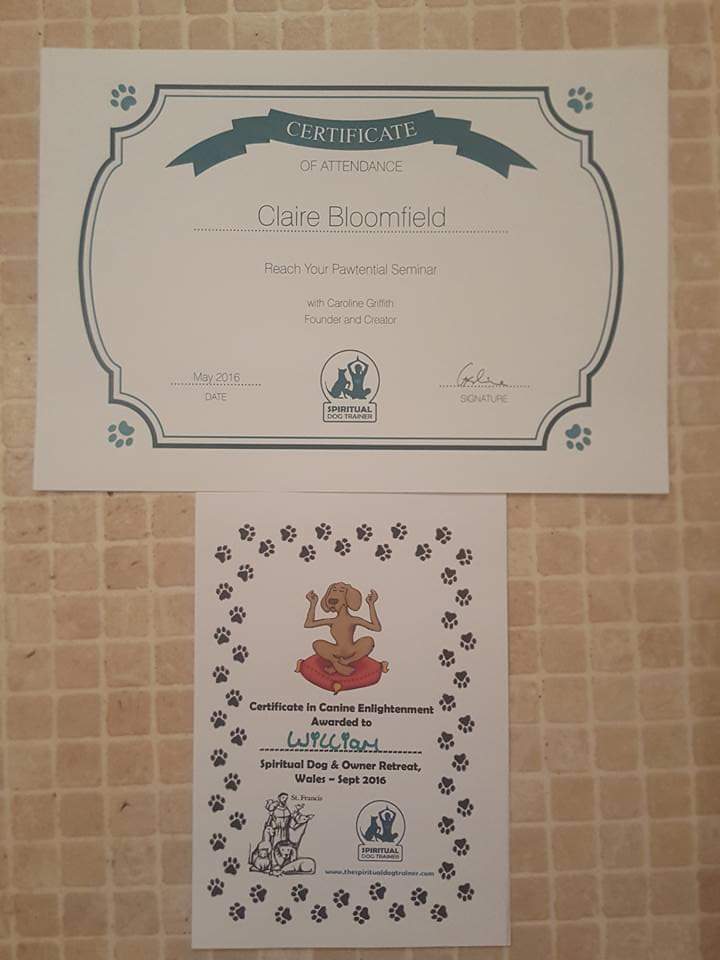 CERTIFICATE
OF ATTENDANCE
Claire Bloomfield
Reach Your Pawtential Seminar
with Caroline Griffith
Founder and Creator
May 2016
DATE
SPIRITUAL
DOG TRAINER
Caroline
SIGNATURE
Certificate in Canine Enlightenment
Awarded to
William
Spiritual Dog & Owner Retreat,
Wales – Sept 2016
St. Francis
SPIRITUAL
DOG TRAINER
www.thespiritualdogtrainer.com